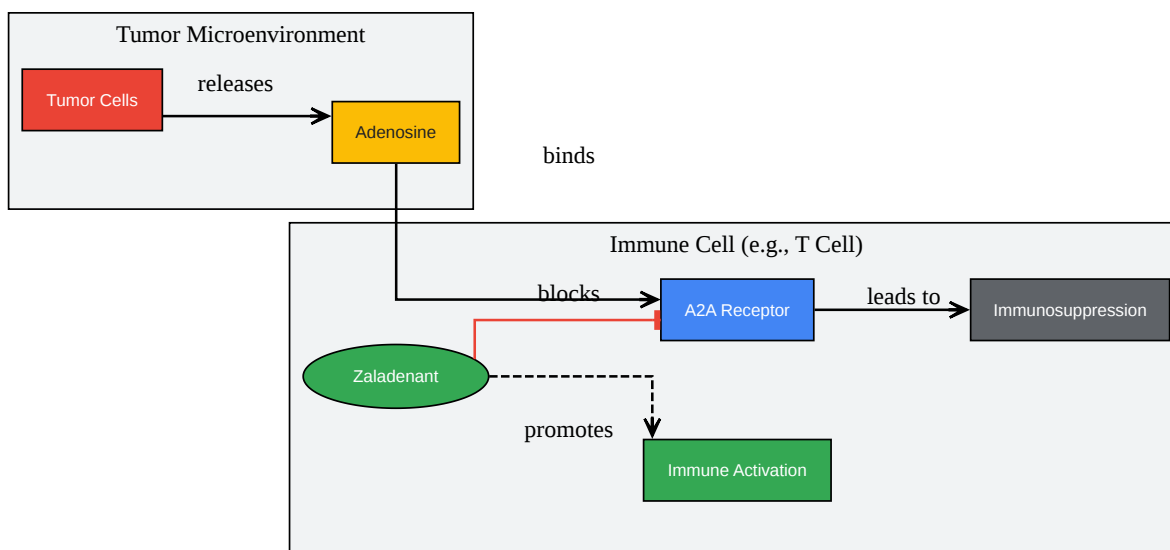 Tumor Microenvironment
Tumor Cells
releases
Adenosine
binds
Immune Cell (e.g., T Cell)
blocks
A2A Receptor
leads to
Immunosuppression
Zaladenant
promotes
Immune Activation